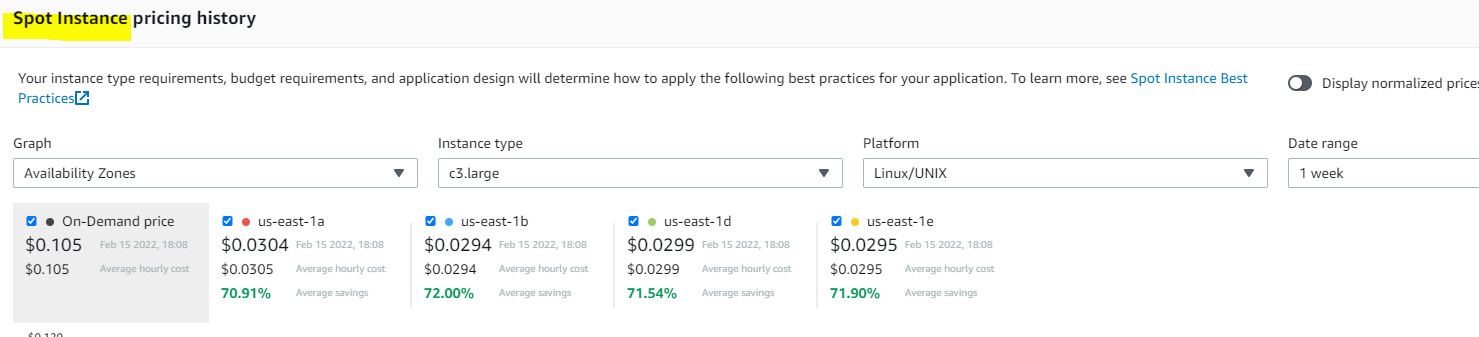 Spot Instance pricing history
Your instance type requirements, budget requirements, and application design will determine how to apply the following best practices for your application. To learn more, see Spot Instance Best
Practices
Display normalized prices
Graph
Instance type
Platform
Date range
Availability Zones
c3.large
Linux/UNIX
1 week
On-Demand price
$0.105 Feb 15 2022, 18:08
$0.105 Average hourly cost
us-east-1a
$0.0304 Feb 15 2022, 18:08
$0.0305 Average hourly cost
70.91% Average savings
us-east-1b
$0.0294 Feb 15 2022, 18:08
$0.0294 Average hourly cost
72.00% Average savings
us-east-1d
$0.0299 Feb 15 2022, 18:08
$0.0299 Average hourly cost
71.54% Average savings
us-east-1e
$0.0295 Feb 15 2022, 18:08
$0.0295 Average hourly cost
71.90% Average savings